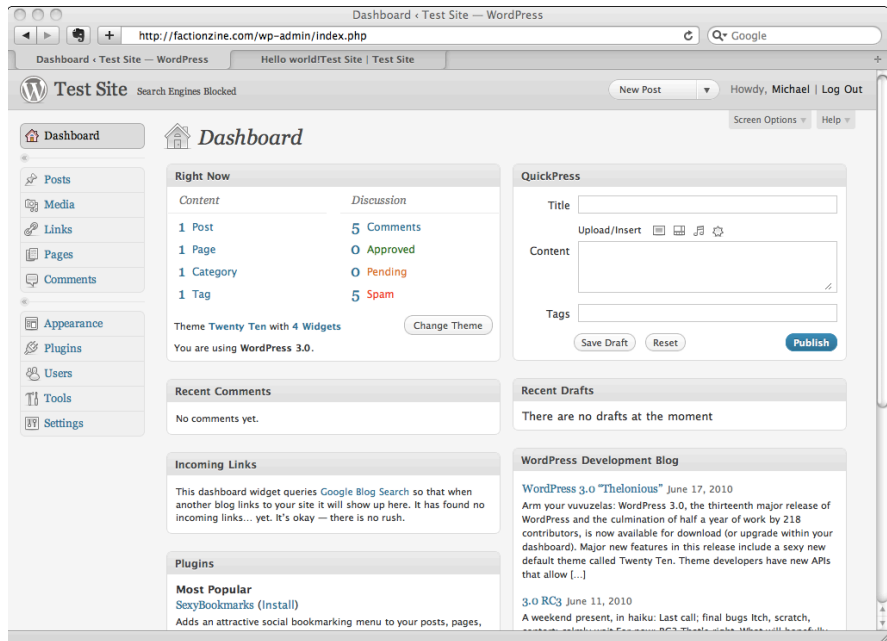 Dashboard ‹ Test Site — WordPress
http://factionzine.com/wp-admin/index.php
Google
Dashboard ‹ Test Site — WordPress
Hello world!Test Site | Test Site
Test Site
Search Engines Blocked
New Post
Howdy, Michael | Log Out
Screen Options
Help
Dashboard
Posts
Media
Links
Pages
Comments
Appearance
Plugins
Users
Tools
Settings
Dashboard
Right Now
Content
Discussion
1 Post
5 Comments
1 Page
0 Approved
1 Category
0 Pending
1 Tag
5 Spam
Theme Twenty Ten with 4 Widgets
Change Theme
You are using WordPress 3.0.
Recent Comments
No comments yet.
Incoming Links
This dashboard widget queries Google Blog Search so that when
another blog links to your site it will show up here. It has found no
incoming links... yet. It's okay — there is no rush.
Plugins
Most Popular
SexyBookmarks (Install)
Adds an attractive social bookmarking menu to your posts, pages,
QuickPress
Title
Upload/Insert
Content
Tags
Save Draft
Reset
Publish
Recent Drafts
There are no drafts at the moment
WordPress Development Blog
WordPress 3.0 "Thelonious" June 17, 2010
Arm your vuvuzelas: WordPress 3.0, the thirteenth major release of
WordPress and the culmination of half a year of work by 218
contributors, is now available for download (or upgrade within your
dashboard). Major new features in this release include a sexy new
default theme called Twenty Ten. Theme developers have new APIs
that allow [...]
3.0 RC3 June 11, 2010
A weekend present, in haiku: Last call; final bugs Itch, scratch,